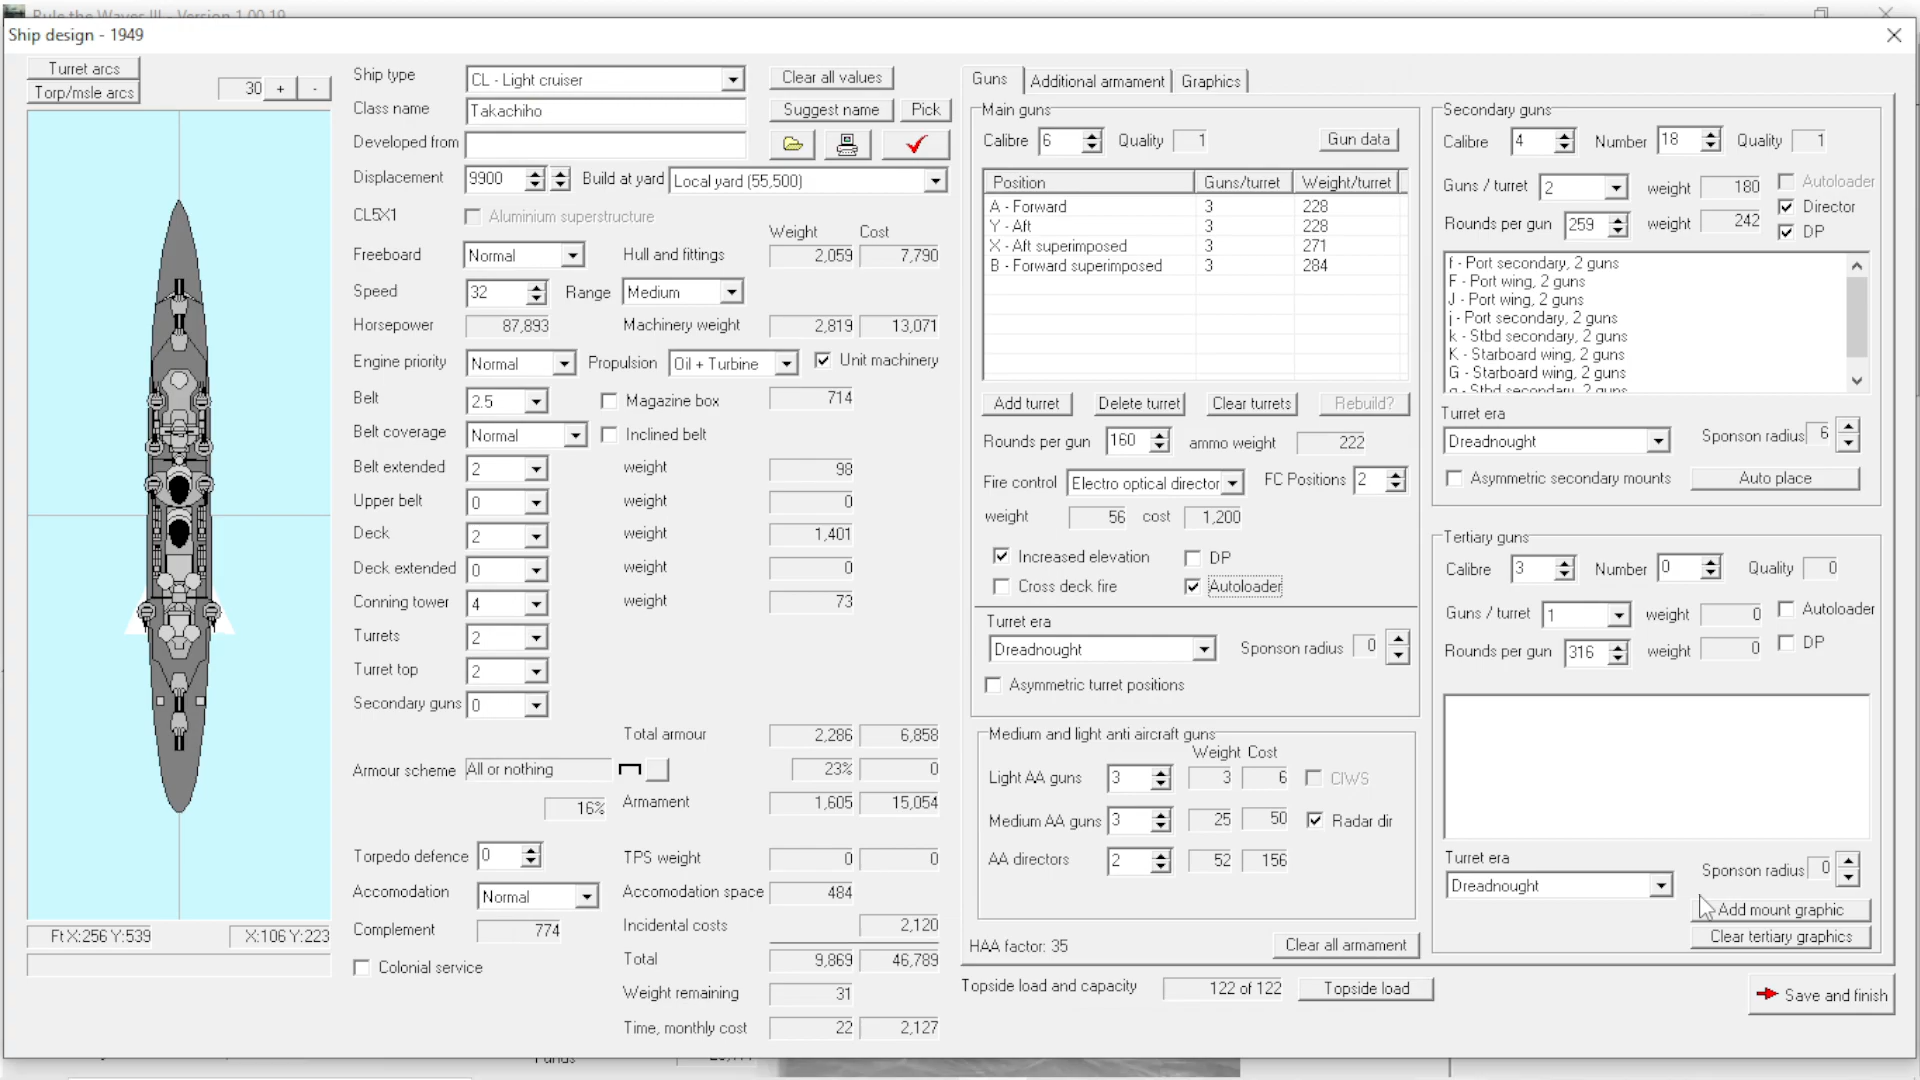 Rule the Waves III - Version 1.00.19
Ship design - 1949
Turret arcs
Torp/msle arcs
30 + -
Ft X:256 Y:539 X:106 Y:223
Ship type CL - Light cruiser Clear all values
Class name Takachiho Suggest name Pick
Developed from
Displacement 9900 Build at yard Local yard (55,500)
CL5X1 Aluminium superstructure
Weight Cost
Freeboard Normal Hull and fittings 2,059 7,790
Speed 32 Range Medium
Horsepower 87,893 Machinery weight 2,819 13,071
Engine priority Normal Propulsion Oil + Turbine Unit machinery
Belt 2.5 Magazine box 714
Belt coverage Normal Inclined belt
Belt extended 2 weight 98
Upper belt 0 weight 0
Deck 2 weight 1,401
Deck extended 0 weight 0
Conning tower 4 weight 73
Turrets 2
Turret top 2
Secondary guns 0
Total armour 2,286 6,858
Armour scheme All or nothing 23% 0
16% Armament 1,605 15,054
Torpedo defence 0 TPS weight 0 0
Accomodation Normal Accomodation space 484
Complement 774 Incidental costs 2,120
Total 9,869 46,789
Colonial service
Weight remaining 31
Time, monthly cost 22 2,127
Guns Additional armament Graphics
Main guns
Calibre 6 Quality 1 Gun data
Position Guns/turret Weight/turret
A - Forward 3 228
Y - Aft 3 228
X - Aft superimposed 3 271
B - Forward superimposed 3 284
Add turret Delete turret Clear turrets Rebuild?
Rounds per gun 160 ammo weight 222
Fire control Electro optical director FC Positions 2
weight 56 cost 1,200
Increased elevation DP
Cross deck fire Autoloader
Turret era
Dreadnought Sponson radius 0
Asymmetric turret positions
Medium and light anti aircraft guns
Weight Cost
Light AA guns 3 3 6 CIWS
Medium AA guns 3 25 50 Radar dir
AA directors 2 52 156
HAA factor: 35 Clear all armament
Topside load and capacity 122 of 122 Topside load
Secondary guns
Calibre 4 Number 18 Quality 1
Guns / turret 2 weight 180 Autoloader
Director
Rounds per gun 259 weight 242 DP
f - Port secondary, 2 guns
F - Port wing, 2 guns
J - Port wing, 2 guns
j - Port secondary, 2 guns
k - Stbd secondary, 2 guns
K - Starboard wing, 2 guns
G - Starboard wing, 2 guns
g - Stbd secondary, 2 guns
Turret era
Dreadnought Sponson radius 6
Asymmetric secondary mounts Auto place
Tertiary guns
Calibre 3 Number 0 Quality 0
Guns / turret 1 weight 0 Autoloader
Rounds per gun 316 weight 0 DP
Turret era
Dreadnought Sponson radius 0
Add mount graphic
Clear tertiary graphics
Save and finish
Funds